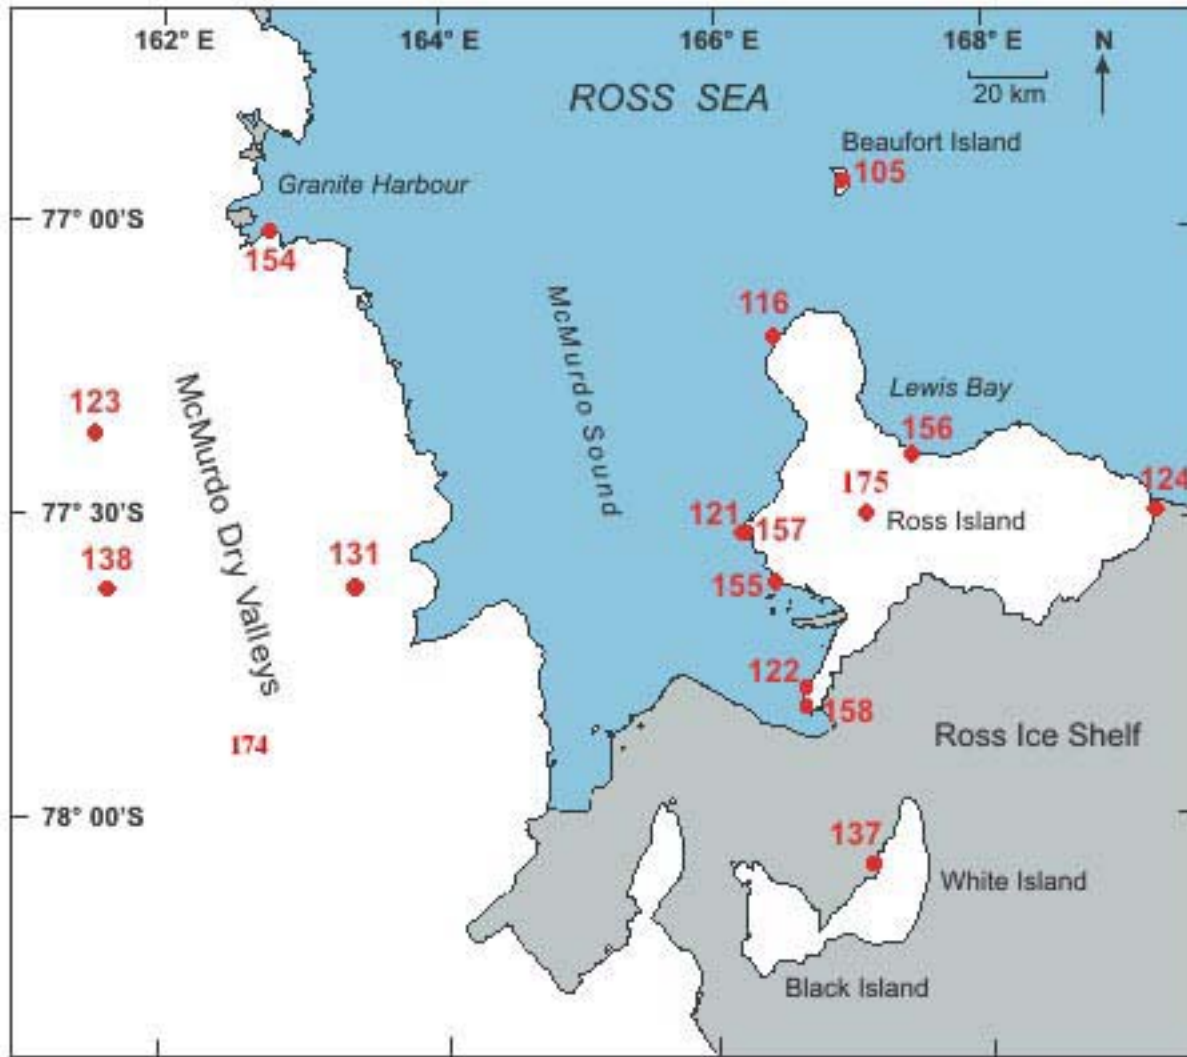 162° E
164° E
166° E
168° E
N
ROSS SEA
20 km
Beaufort Island
105
Granite Harbour
77° 00'S
154
McMurdo Sound
116
Lewis Bay
123
McMurdo Dry Valleys
156
175
124
77° 30'S
121
157
Ross Island
138
131
155
122
158
174
Ross Ice Shelf
78° 00'S
137
White Island
Black Island